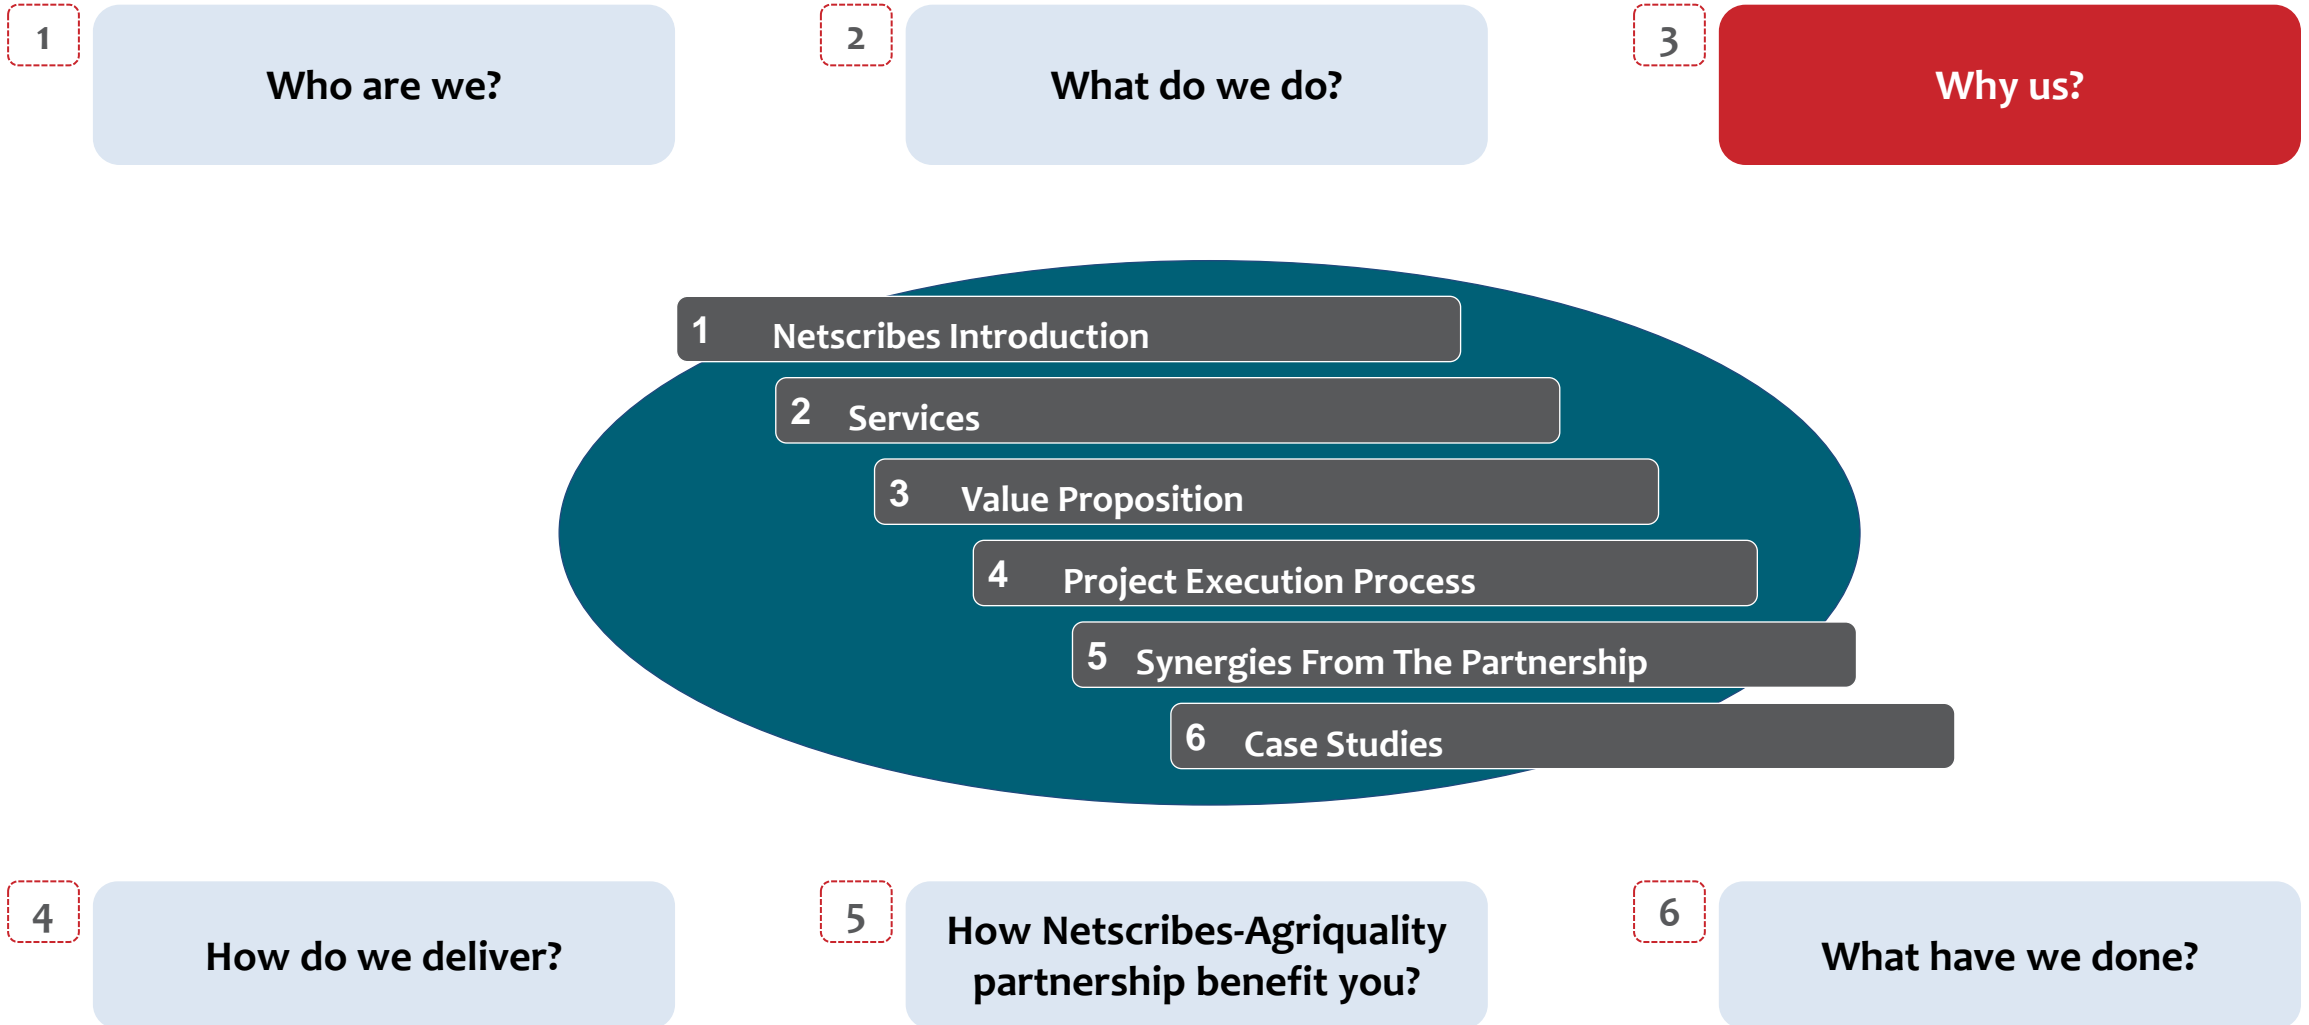 1
Who are we?
2
What do we do?
3
Why us?
1 Netscribes Introduction
2 Services
3 Value Proposition
4 Project Execution Process
5 Synergies From The Partnership
6 Case Studies
4
How do we deliver?
5
How Netscribes-Agriquality
partnership benefit you?
6
What have we done?